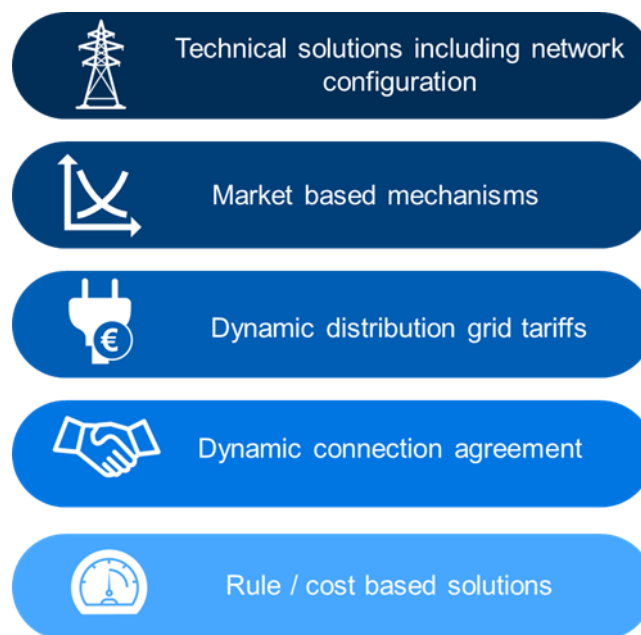 Technical solutions including network
configuration
Market based mechanisms
€
Dynamic distribution grid tariffs
Dynamic connection agreement
Rule / cost based solutions